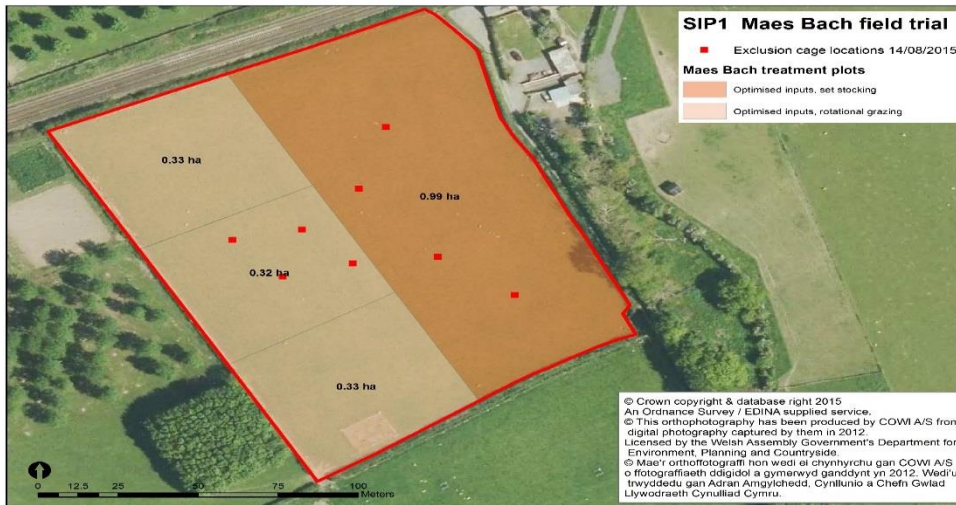 SIP1 Maes Bach field trial
Exclusion cage locations 14/08/2015
Maes Bach treatment plots
Optimised inputs, set stocking
Optimised inputs, rotational grazing
0.33 ha
0.99 ha
0.32 ha
0.33 ha
© Crown copyright & database right 2015
An Ordnance Survey / EDINA supplied service.
© This orthophotography has been produced by COWI A/S from
digital photography captured by them in 2012.
Licensed by the Welsh Assembly Government's Department for
Environment, Planning and Countryside.
© Mae'r orthoffotograffi hon wedi ei chynhyrchu gan COWI A/S
o ffotograffiaeth ddigidol a gymerwyd ganddynt yn 2012. Wedi'u
trwyddedu gan Adran Amgylchedd, Cynllunio a Chefn Gwlad
Llywodraeth Cynulliad Cymru.
0 12.5 25 50 75 100
Meters